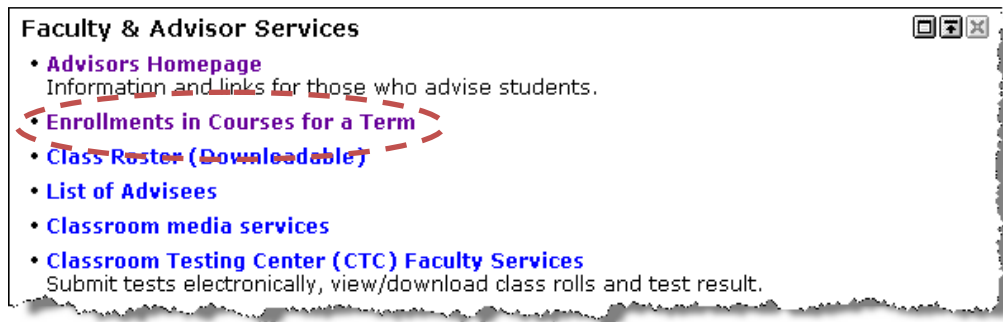 Faculty & Advisor Services
• Advisors Homepage
Information and links for those who advise students.
• Enrollments in Courses for a Term
• Class Roster (Downloadable)
• List of Advisees
• Classroom media services
• Classroom Testing Center (CTC) Faculty Services
Submit tests electronically, view/download class rolls and test result.